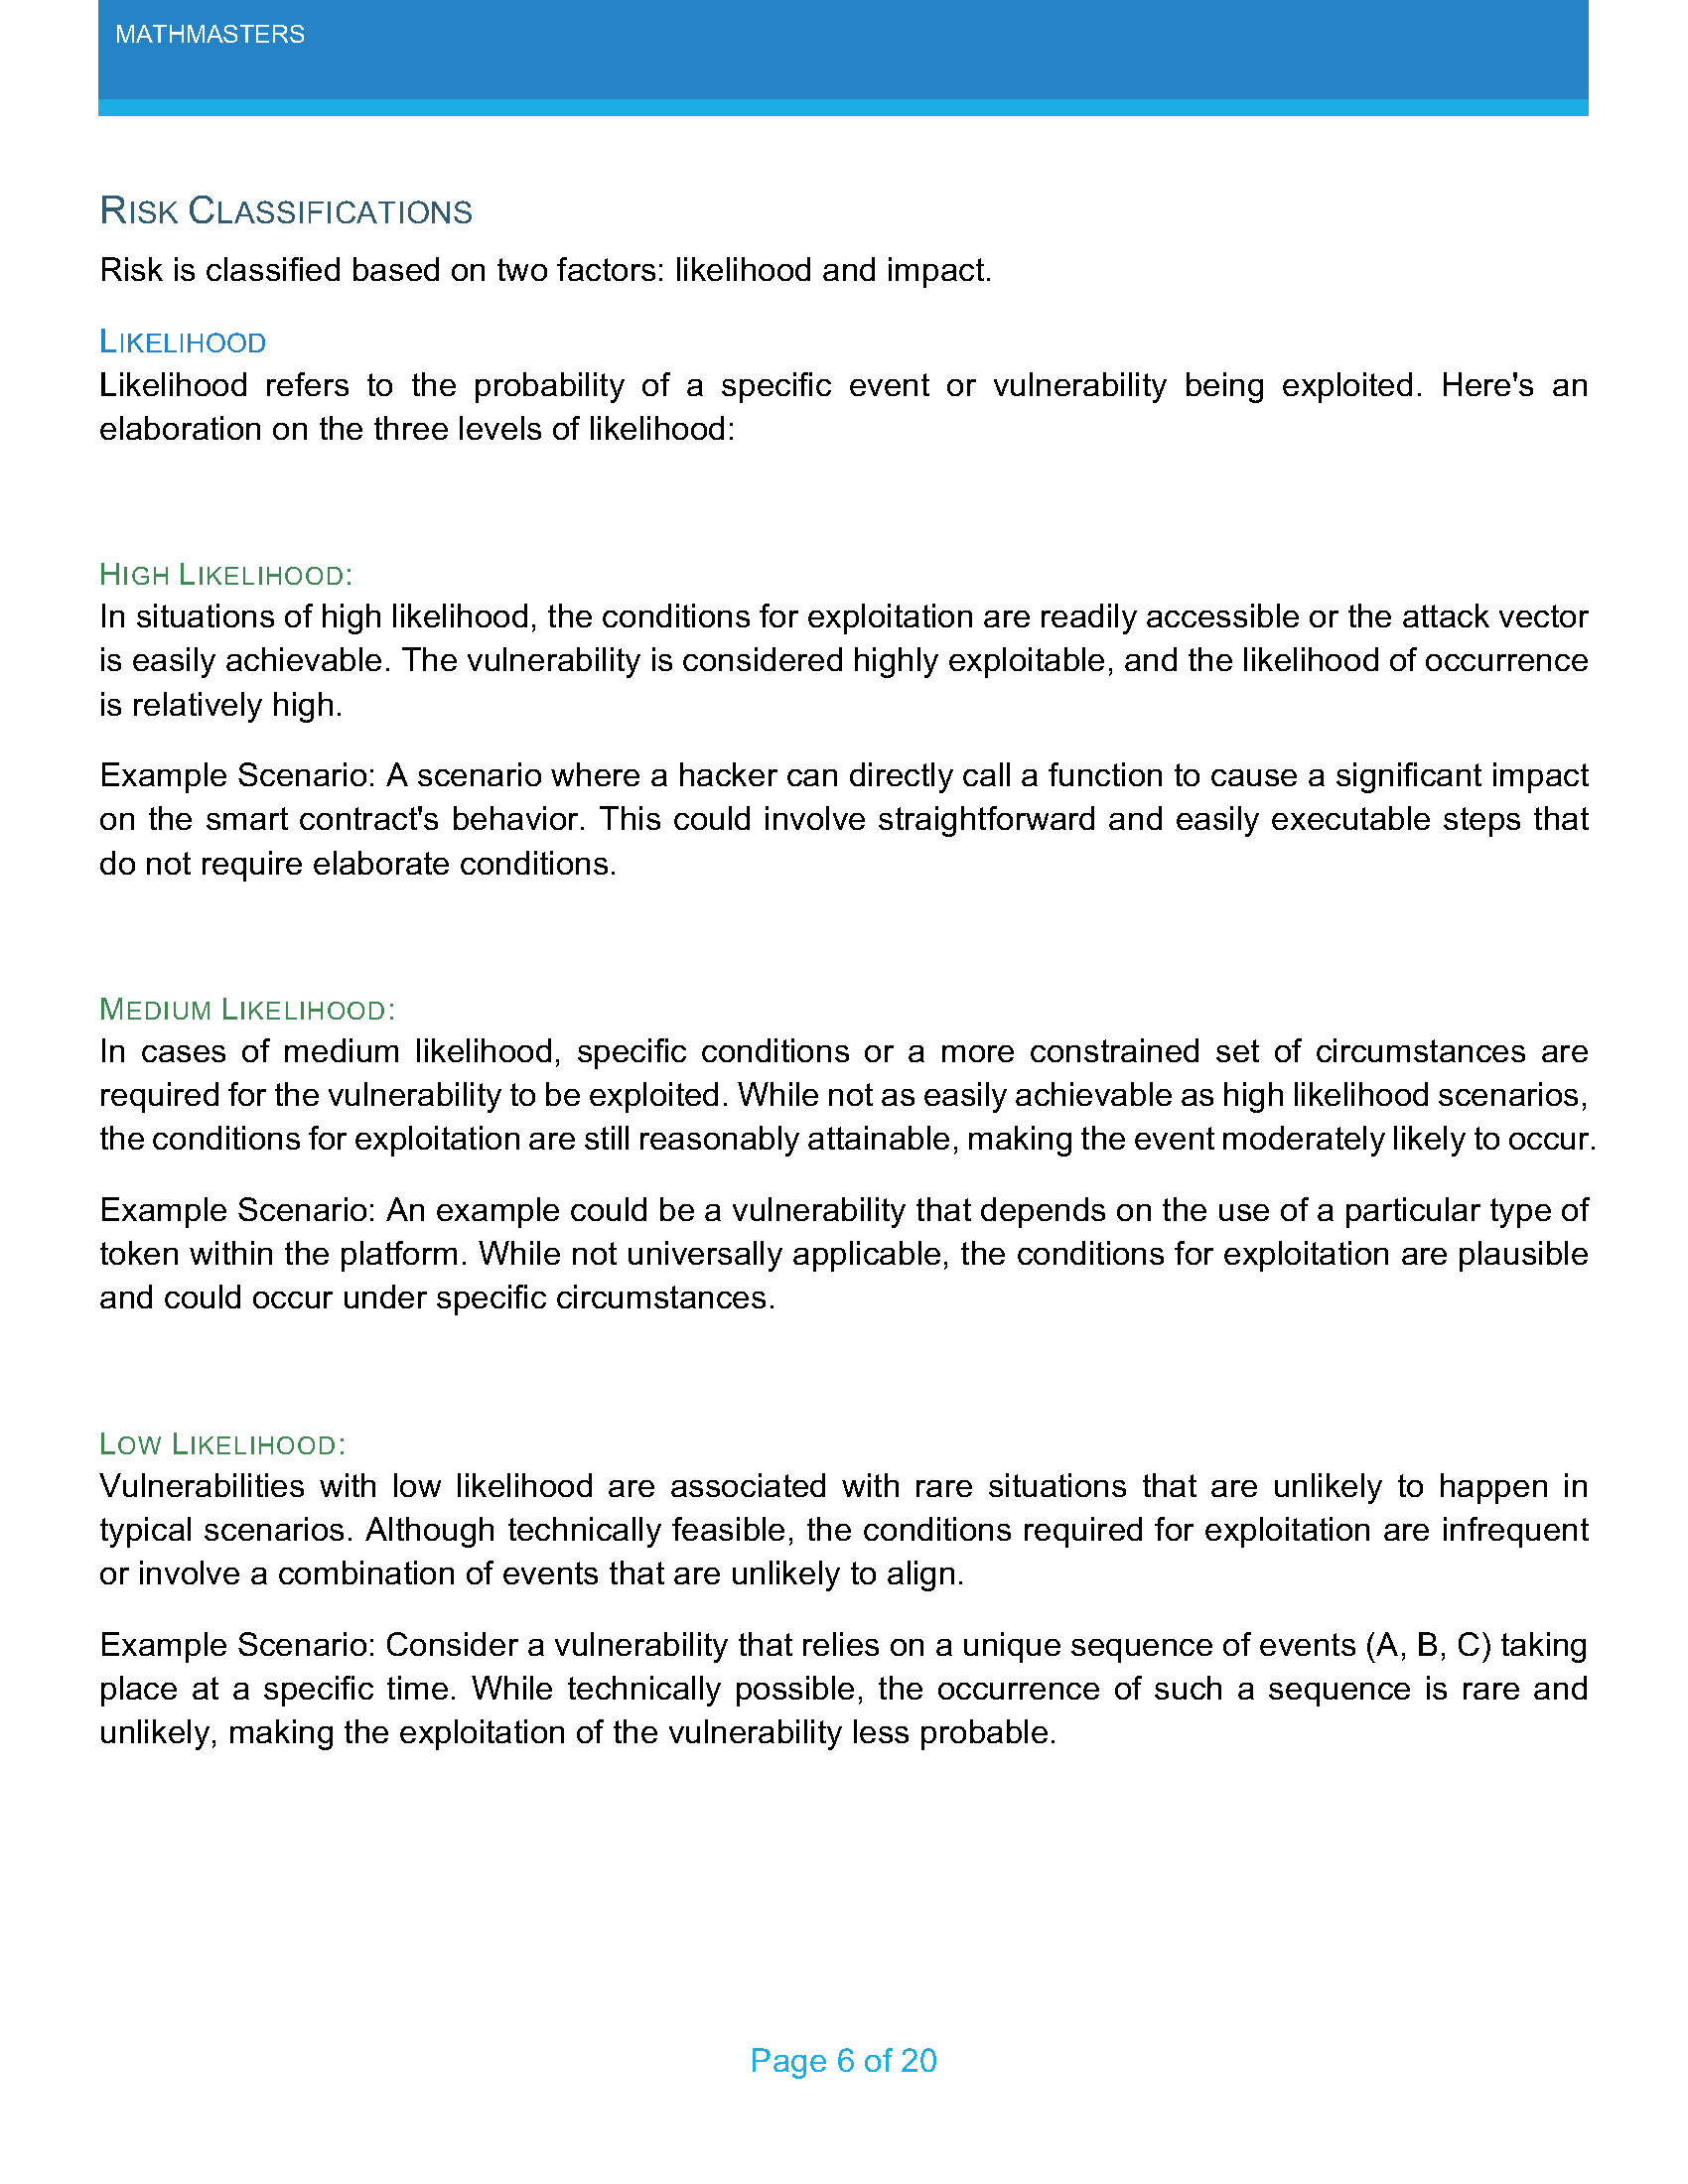 MATHMASTERS
RISK CLASSIFICATIONS
Risk is classified based on two factors: likelihood and impact.
LIKELIHOOD
Likelihood refers to the probability of a specific event or vulnerability being exploited. Here's an
elaboration on the three levels of likelihood:
HIGH LIKELIHOOD:
In situations of high likelihood, the conditions for exploitation are readily accessible or the attack vector
is easily achievable. The vulnerability is considered highly exploitable, and the likelihood of occurrence
is relatively high.
Example Scenario: A scenario where a hacker can directly call a function to cause a significant impact
on the smart contract's behavior. This could involve straightforward and easily executable steps that
do not require elaborate conditions.
MEDIUM LIKELIHOOD:
In cases of medium likelihood, specific conditions or a more constrained set of circumstances are
required for the vulnerability to be exploited. While not as easily achievable as high likelihood scenarios,
the conditions for exploitation are still reasonably attainable, making the event moderately likely to occur.
Example Scenario: An example could be a vulnerability that depends on the use of a particular type of
token within the platform. While not universally applicable, the conditions for exploitation are plausible
and could occur under specific circumstances.
LOW LIKELIHOOD:
Vulnerabilities with low likelihood are associated with rare situations that are unlikely to happen in
typical scenarios. Although technically feasible, the conditions required for exploitation are infrequent
or involve a combination of events that are unlikely to align.
Example Scenario: Consider a vulnerability that relies on a unique sequence of events (A, B, C) taking
place at a specific time. While technically possible, the occurrence of such a sequence is rare and
unlikely, making the exploitation of the vulnerability less probable.
Page 6 of 20